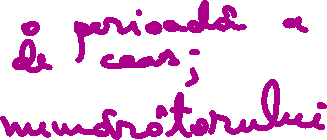 o perioadă a
de ceas;
numărătorului